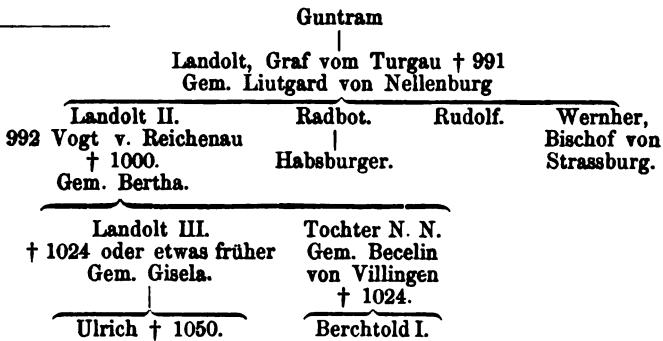 Guntram
Landolt, Graf vom Turgau † 991
Gem. Liutgard von Nellenburg
Landolt II.
992 Vogt v. Reichenau
† 1000.
Gem. Bertha.
Radbot.
Habsburger.
Rudolf.
Wernher,
Bischof von
Strassburg.
Landolt III.
† 1024 oder etwas früher
Gem. Gisela.
Tochter N. N.
Gem. Becelin
von Villingen
† 1024.
Ulrich † 1050.
Berchtold I.